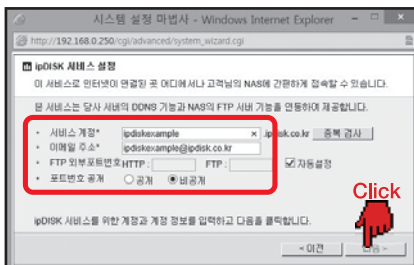 시스템 설정 마법사 - Windows Internet Explorer
http://192.168.0.250/cgi/advanced/system_wizard.cgi
ipDISK 서비스 설정
이 서비스로 인터넷이 연결된 곳 어디에서나 고객님의 NAS에 간편하게 접속할 수 있습니다.
본 서비스는 당사 서버의 DDNS 기능과 NAS의 FTP 서버 기능을 연동하여 제공합니다.
서비스 계정* ipdiskexample × .ipdisk.co.kr 중복 검사
이메일 주소* ipdiskexample@ipdisk.co.kr
FTP 외부포트번호 HTTP : FTP : 자동설정
포트번호 공개 공개 비공개
Click
ipDISK 서비스를 위한 계정과 계정 정보를 입력하고 다음을 클릭합니다.
< 이전 다음 >